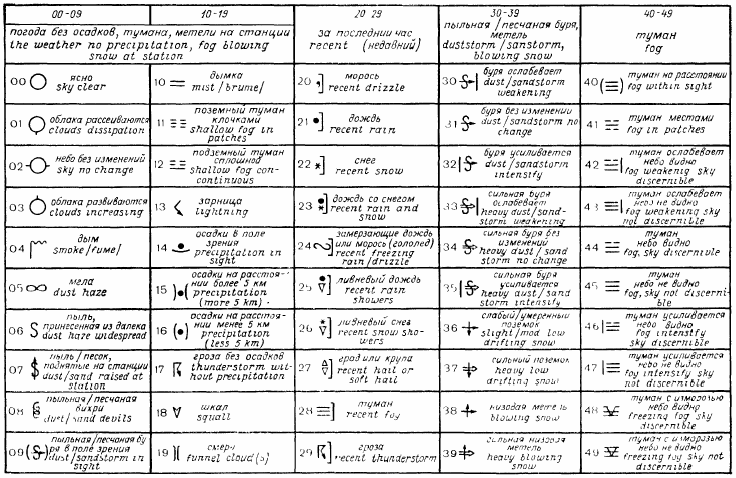 00-09
погода без осадков, тумана, метели на станции
the weather no precipitation, fog blowing
snow at station
10-19
20-29
за последний час
recent (недавний)
30-39
пыльная/песчаная буря,
метель
duststorm/sanstorm,
blowing snow
40-49
туман
fog
00 ясно
sky clear
10 дымка
mist/brume/
20 морось
recent drizzle
30 буря ослабевает
dust/sandstorm
weakening
40 туман на расстоянии
fog within sight
01 облака рассеиваются
clouds dissipation
11 поземный туман
клочками
shallow fog in
patches
21 дождь
recent rain
31 буря без изменений
dust/sandstorm no
change
41 туман местами
fog in patches
02 небо без изменений
sky no change
12 подземный туман
сплошной
shallow fog con-
continuous
22 снег
recent snow
32 буря усиливается
dust/sandstorm
intensify
42 туман ослабевает
небо видно
fog weakening sky
discernible
03 облака развиваются
clouds increasing
13 зарница
lightning
23 дождь со снегом
recent rain and
snow
33 сильная буря
ослабевает
heavy dust/sand-
storm weakening
43 туман ослабевает
небо не видно
fog weakening sky
not discernible
04 дым
smoke/fume/
14 осадки в поле
зрения
precipitation in
sight
24 замерзающие дождь
или морось (гололед)
recent freezing
rain/drizzle
34 сильная буря без
изменений
heavy dust/sand
storm no change
44 туман
небо видно
fog, sky discernible
05 мгла
dust haze
15 осадки на расстоя-
нии более 5 км
precipitation
(more 5 km)
25 ливневый дождь
recent rain
showers
35 сильная буря
усиливается
heavy dust/sand
storm intensify
45 туман
небо не видно
fog, sky not discerni-
ble
06 S пыль,
принесенная из далека
dust haze widespread
16 осадки на расстоя-
нии менее 5 км
precipitation
(less 5 km)
26 ливневый снег
recent snow sho-
wers
36 слабый/умеренный
поземок
slight/mod low
drifting snow
46 туман усиливается
небо видно
fog intensify
sky discernible
07 пыль/песок,
поднятые на станции
dust/sand raised at
station
17 гроза без осадков
thunderstorm wit-
hout precipitation
27 град или крупа
recent hail or
soft hail
37 сильный поземок
heavy low
drifting snow
47 туман усиливается
небо не видно
fog intensify sky
not discernible
08 пыльная/песчаная
вихри
dust/sand devils
18 шквал
squall
28 туман
recent fog
38 низовая метель
blowing snow
48 туман с изморозью
небо видно
freezing fog sky
discernible
09 пыльная/песчаная бу
ря в поле зрения
dust/sandstorm in
sight
19 смерч
funnel cloud(s)
29 гроза
recent thunderstorm
39 сильная низовая
метель
heavy blowing
snow
49 туман с изморозью
небо не видно
freezing fog sky not
discernible